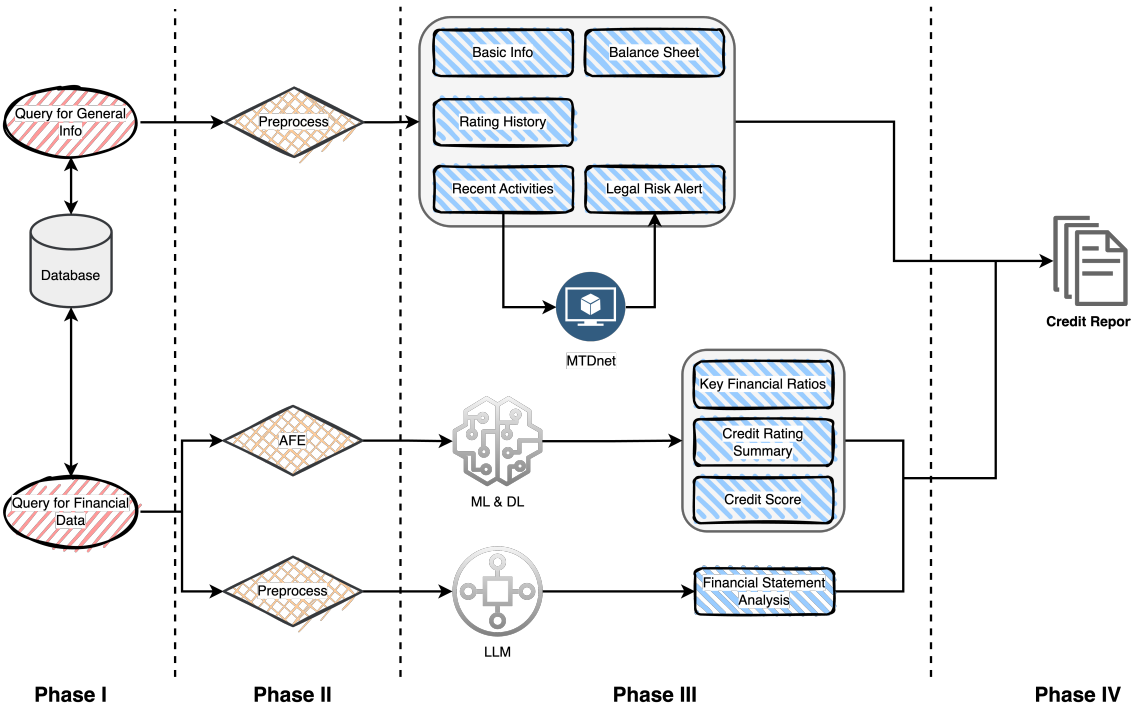 Basic Info
Balance Sheet
Query for General
Info
Preprocess
Rating History
Recent Activities
Legal Risk Alert
Database
Credit Repor
MTDnet
Key Financial Ratios
AFE
Credit Rating
Summary
ML & DL
Query for Financial
Data
Credit Score
Preprocess
Financial Statement
Analysis
LLM
Phase I
Phase II
Phase III
Phase IV